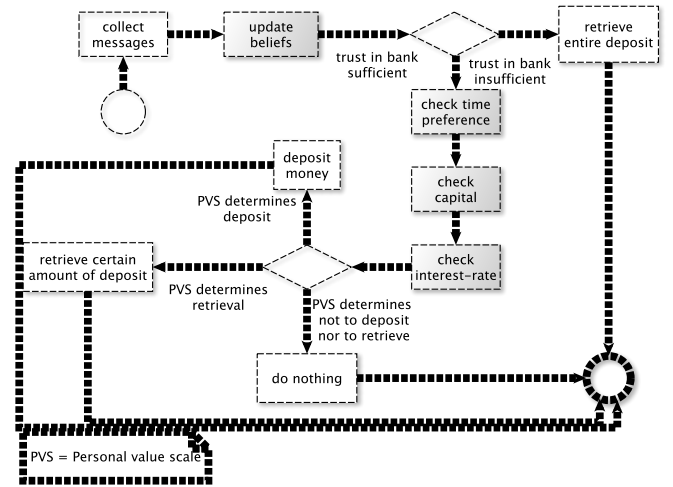 collect
messages
update
beliefs
retrieve
entire deposit
trust in bank
sufficient
trust in bank
insufficient
check time
preference
check
capital
check
interest-rate
deposit
money
PVS determines
deposit
retrieve certain
amount of deposit
PVS determines
retrieval
PVS determines
not to deposit
nor to retrieve
do nothing
PVS = Personal value scale